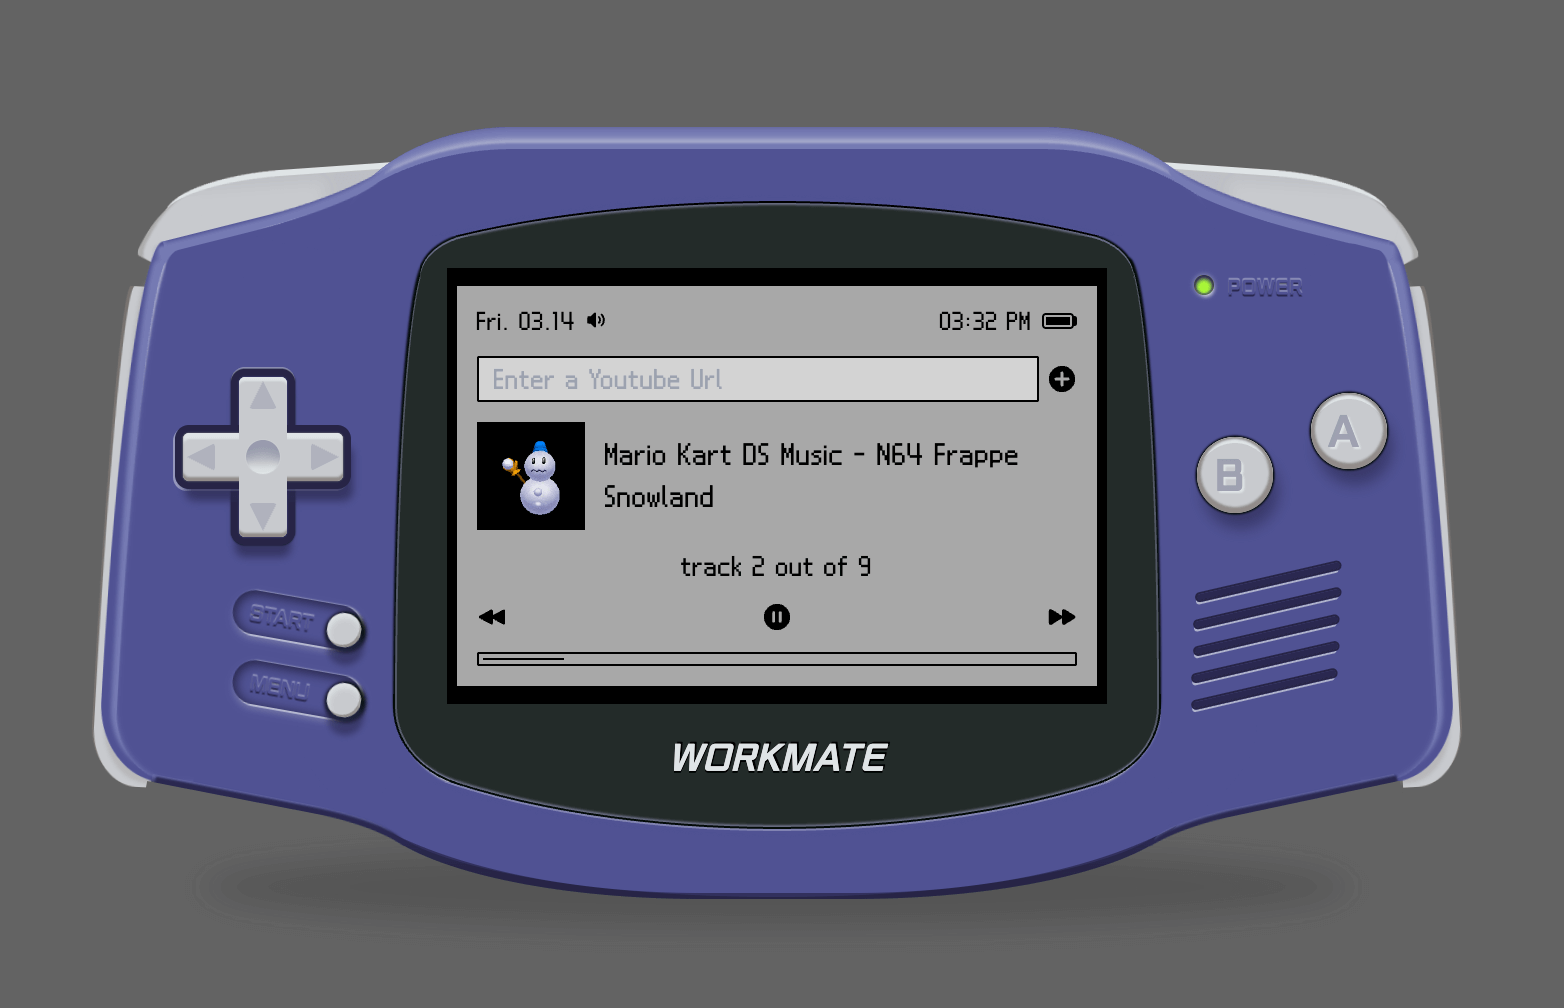 Fri. 03.14
03:32 PM
POWER
Enter a Youtube Url
Mario Kart DS Music - N64 Frappe
Snowland
A
B
track 2 out of 9
START
MENU
WORKMATE